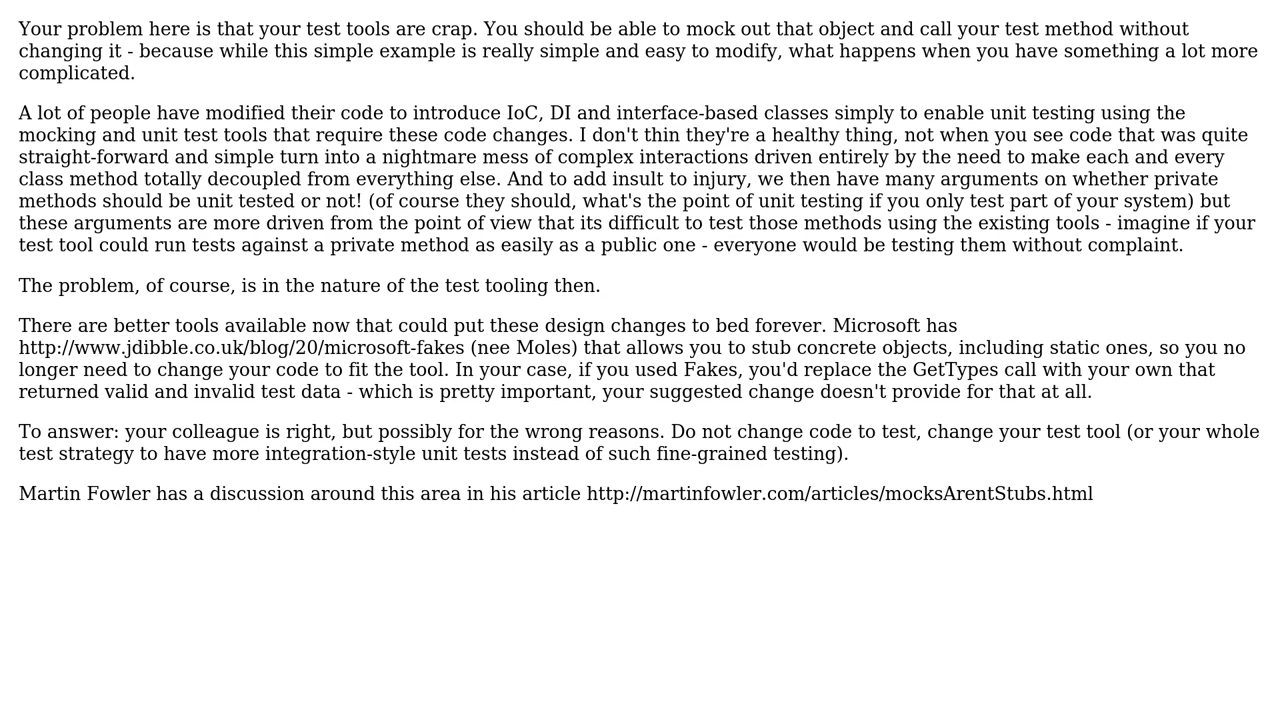 Your problem here is that your test tools are crap. You should be able to mock out that object and call your test method without
changing it - because while this simple example is really simple and easy to modify, what happens when you have something a lot more
complicated.
A lot of people have modified their code to introduce IoC, DI and interface-based classes simply to enable unit testing using the
mocking and unit test tools that require these code changes. I don't thin they're a healthy thing, not when you see code that was quite
straight-forward and simple turn into a nightmare mess of complex interactions driven entirely by the need to make each and every
class method totally decoupled from everything else. And to add insult to injury, we then have many arguments on whether private
methods should be unit tested or not! (of course they should, what's the point of unit testing if you only test part of your system) but
these arguments are more driven from the point of view that its difficult to test those methods using the existing tools - imagine if your
test tool could run tests against a private method as easily as a public one - everyone would be testing them without complaint.
The problem, of course, is in the nature of the test tooling then.
There are better tools available now that could put these design changes to bed forever. Microsoft has
http://www.jdibble.co.uk/blog/20/microsoft-fakes (nee Moles) that allows you to stub concrete objects, including static ones, so you no
longer need to change your code to fit the tool. In your case, if you used Fakes, you'd replace the GetTypes call with your own that
returned valid and invalid test data - which is pretty important, your suggested change doesn't provide for that at all.
To answer: your colleague is right, but possibly for the wrong reasons. Do not change code to test, change your test tool (or your whole
test strategy to have more integration-style unit tests instead of such fine-grained testing).
Martin Fowler has a discussion around this area in his article http://martinfowler.com/articles/mocksArentStubs.html